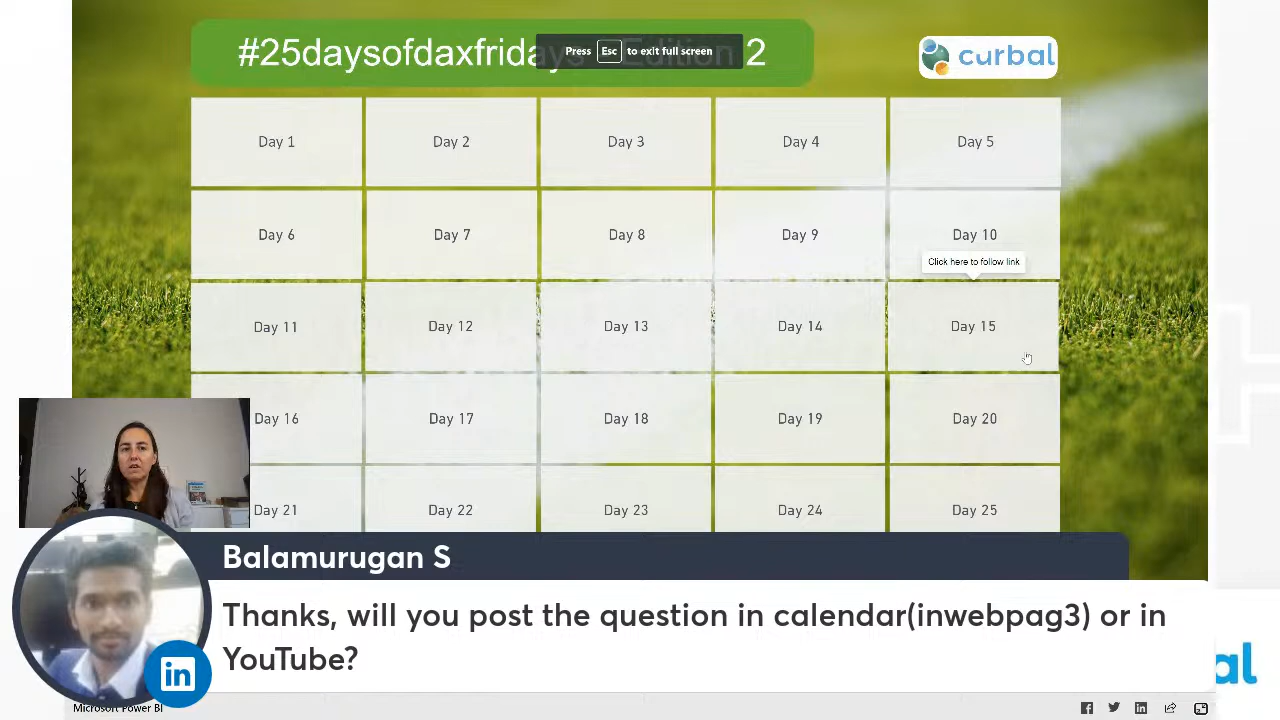 #25daysofdaxfridays Edition 2
Press Esc to exit full screen
curbal
Day 1
Day 2
Day 3
Day 4
Day 5
Day 6
Day 7
Day 8
Day 9
Day 10
Click here to follow link
Day 11
Day 12
Day 13
Day 14
Day 15
Day 16
Day 17
Day 18
Day 19
Day 20
Day 21
Day 22
Day 23
Day 24
Day 25
Balamurugan S
Thanks, will you post the question in calendar(inwebpag3) or in
YouTube?
in
al
Microsoft Power BI